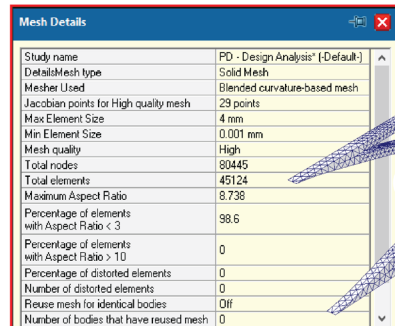 Mesh Details
Study name PD - Design Analysis* (-Default-)
DetailsMesh type Solid Mesh
Mesher Used Blended curvature-based mesh
Jacobian points for High quality mesh 29 points
Max Element Size 4 mm
Min Element Size 0.001 mm
Mesh quality High
Total nodes 80445
Total elements 45124
Maximum Aspect Ratio 8.738
Percentage of elements
with Aspect Ratio < 3 98.6
Percentage of elements
with Aspect Ratio > 10 0
Percentage of distorted elements 0
Number of distorted elements 0
Reuse mesh for identical bodies Off
Number of bodies that have reused mesh 0